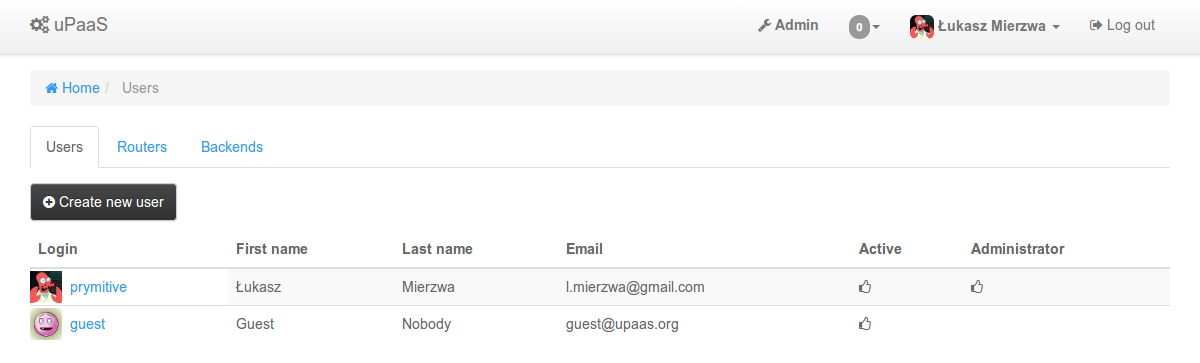 uPaaS Admin 0 Łukasz Mierzwa Log out
Home / Users
Users Routers Backends
Create new user
Login First name Last name Email Active Administrator
prymitive Łukasz Mierzwa l.mierzwa@gmail.com
guest Guest Nobody guest@upaas.org